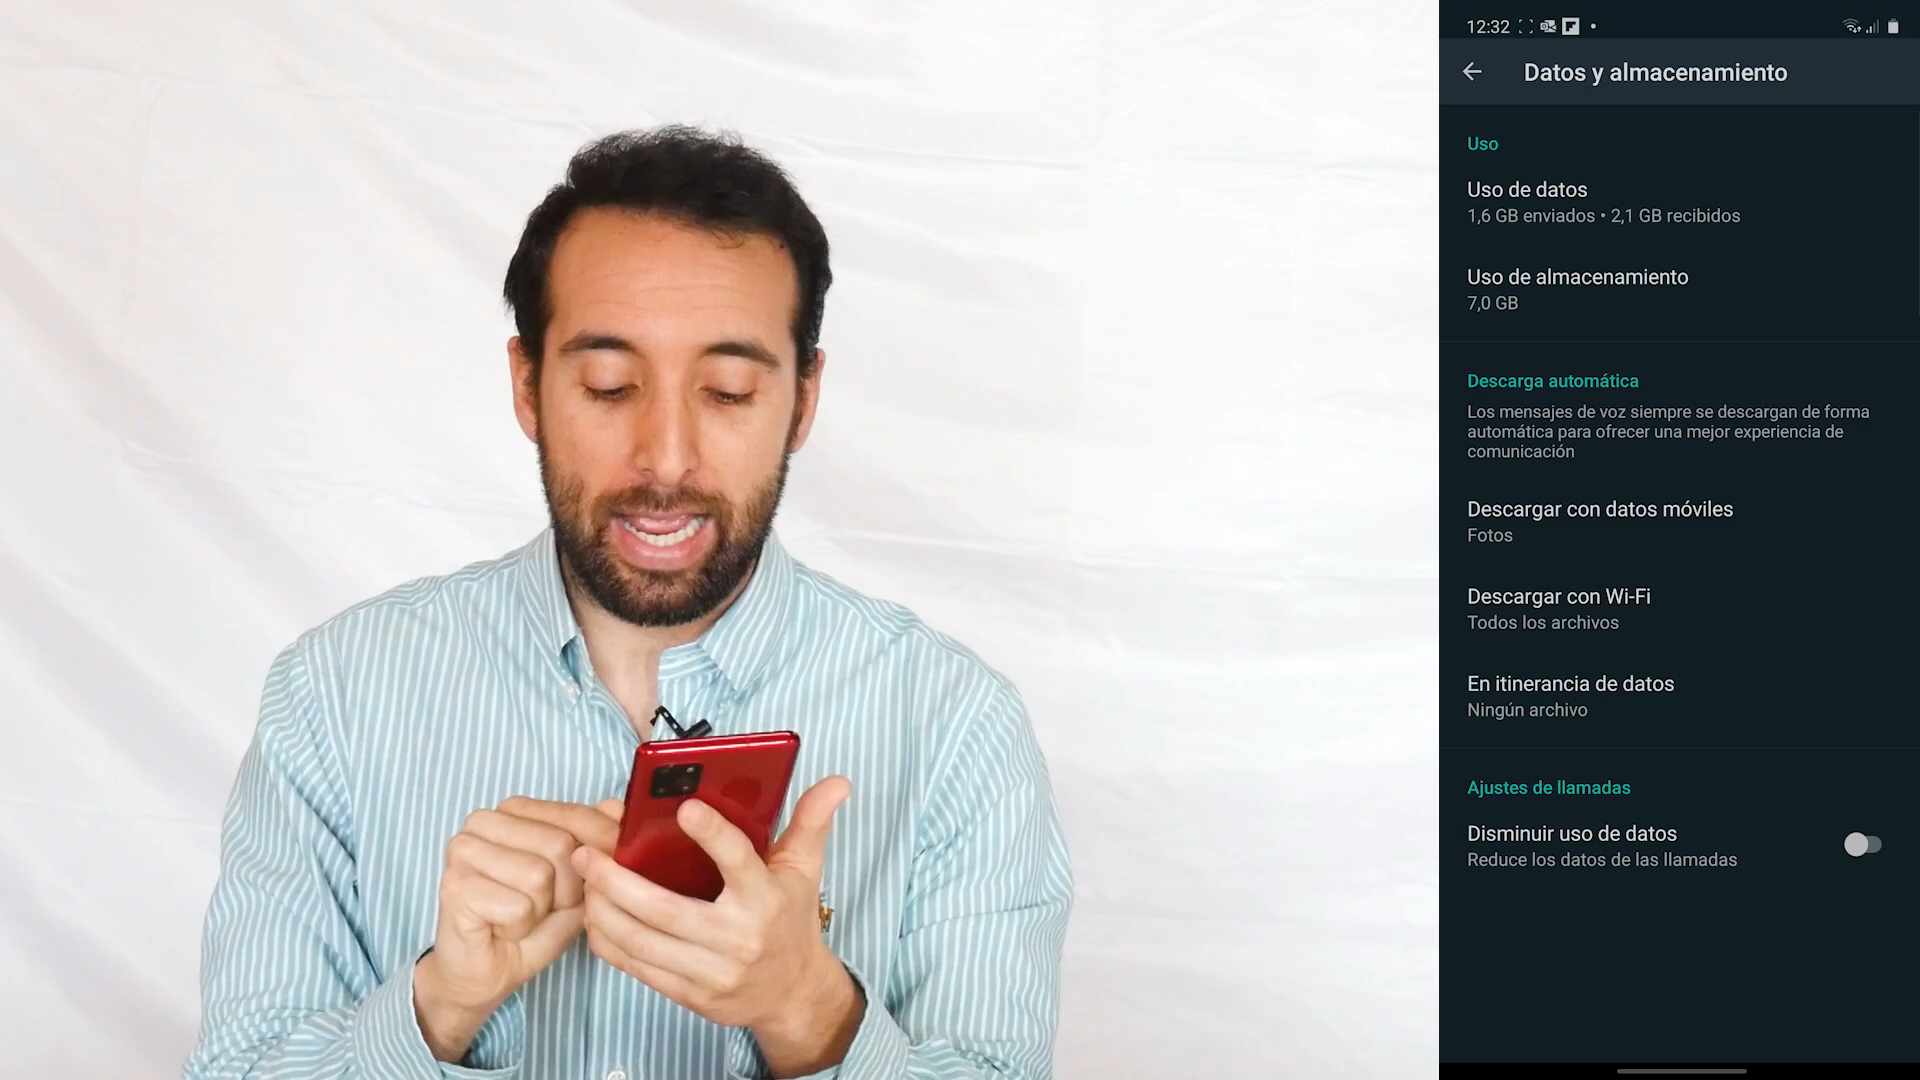 12:32
Datos y almacenamiento
Uso
Uso de datos
1,6 GB enviados • 2,1 GB recibidos
Uso de almacenamiento
7,0 GB
Descarga automática
Los mensajes de voz siempre se descargan de forma
automática para ofrecer una mejor experiencia de
comunicación
Descargar con datos móviles
Fotos
Descargar con Wi-Fi
Todos los archivos
En itinerancia de datos
Ningún archivo
Ajustes de llamadas
Disminuir uso de datos
Reduce los datos de las llamadas